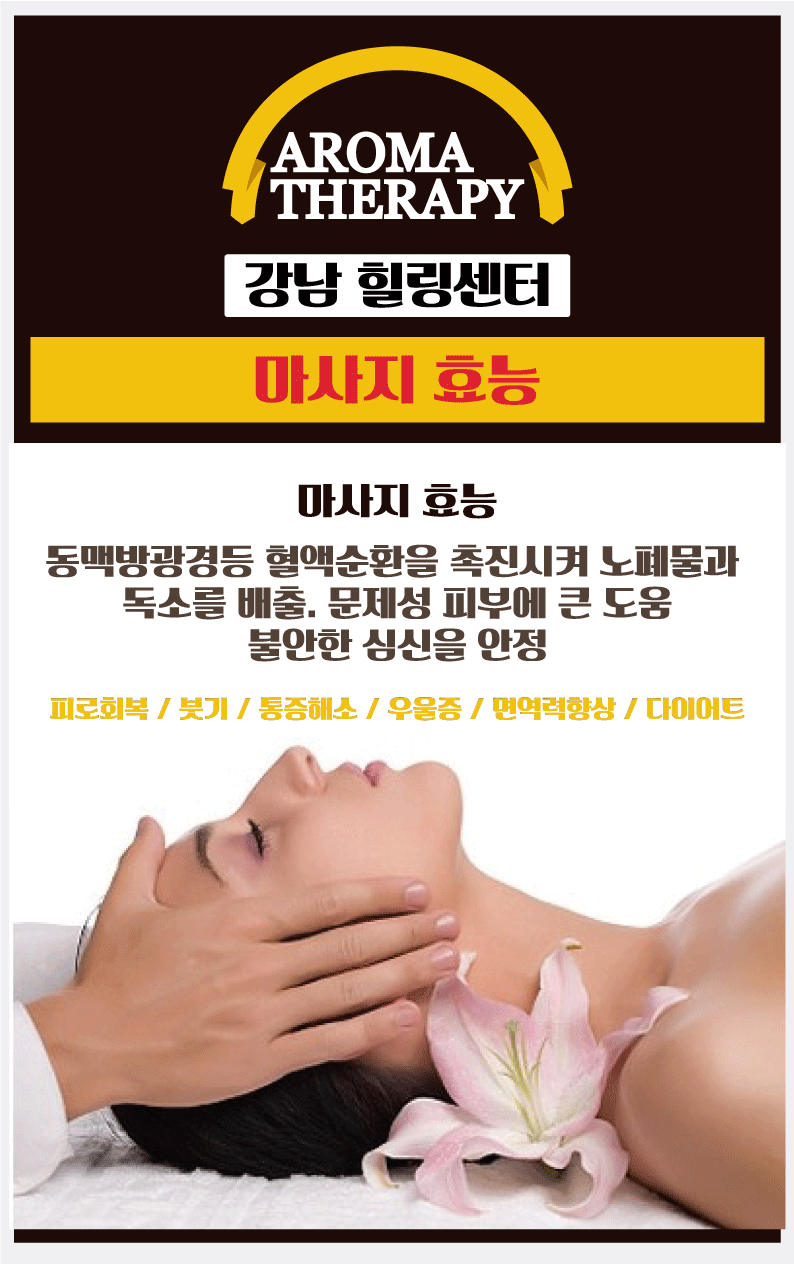 AROMA
THERAPY
강남 힐링센터
마사지 효능
마사지 효능
동맥방광경등 혈액순환을 촉진시켜 노폐물과
독소를 배출. 문제성 피부에 큰 도움
불안한 심신을 안정
피로회복 / 붓기 / 통증해소 / 우울증 / 면역력향상 / 다이어트